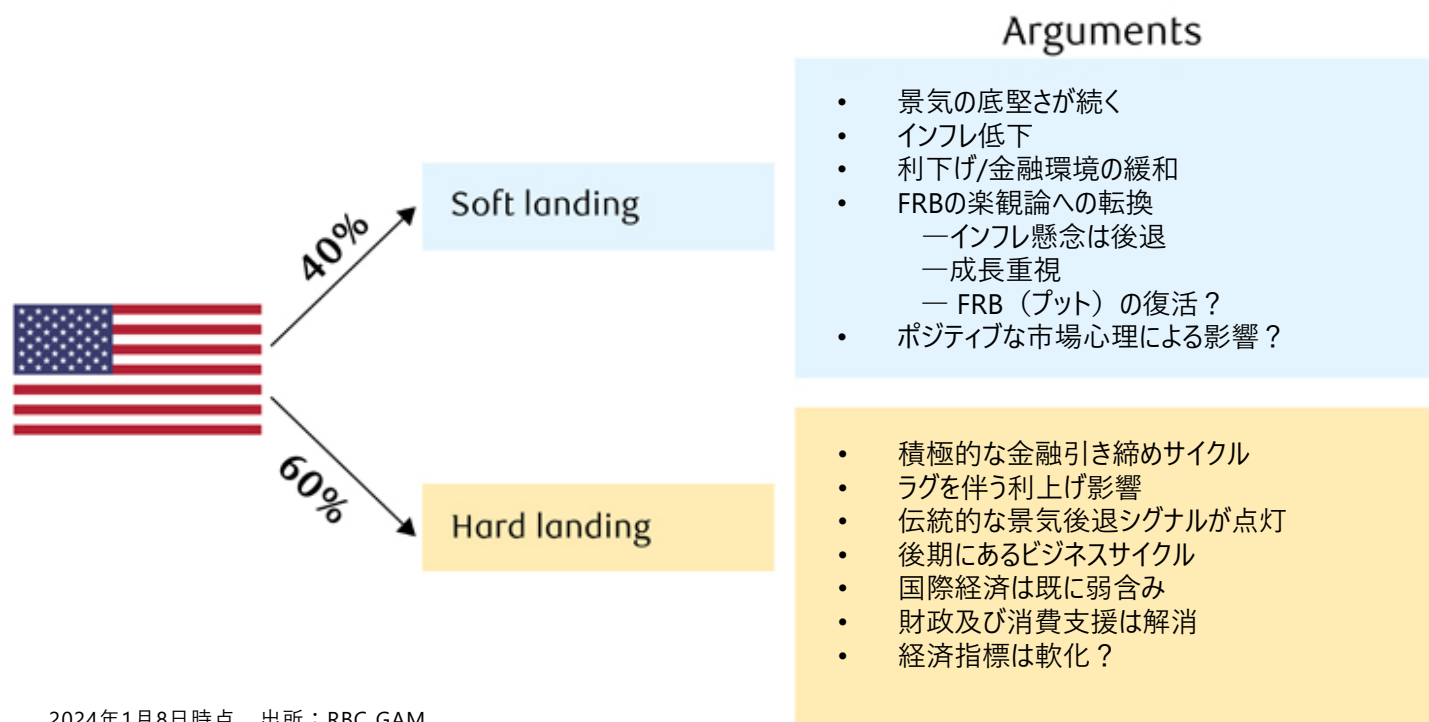 Arguments
• 景気の底堅さが続く
• インフレ低下
• 利下げ/金融環境の緩和
• FRBの楽観論への転換
―インフレ懸念は後退
―成長重視
― FRB（プット）の復活？
• ポジティブな市場心理による影響？
40%
Soft landing
60%
Hard landing
• 積極的な金融引き締めサイクル
• ラグを伴う利上げ影響
• 伝統的な景気後退シグナルが点灯
• 後期にあるビジネスサイクル
• 国際経済は既に弱含み
• 財政及び消費支援は解消
• 経済指標は軟化？
2024年1月8日時点 出所：RBC GAM